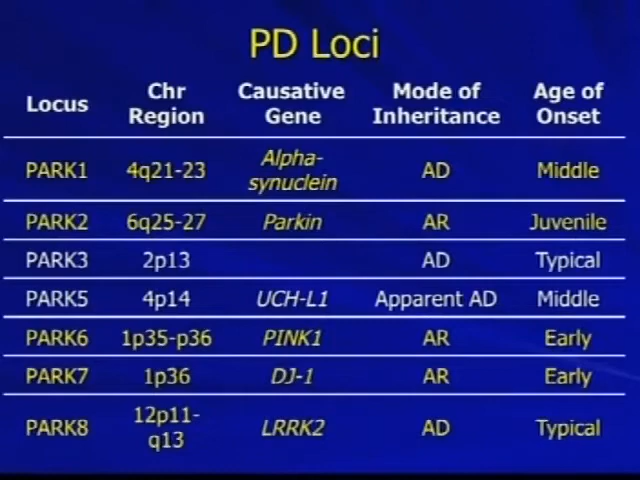 PD Loci
Locus Chr Region Causative Gene Mode of Inheritance Age of Onset
PARK1 4q21-23 Alpha-synuclein AD Middle
PARK2 6q25-27 Parkin AR Juvenile
PARK3 2p13 AD Typical
PARK5 4p14 UCH-L1 Apparent AD Middle
PARK6 1p35-p36 PINK1 AR Early
PARK7 1p36 DJ-1 AR Early
PARK8 12p11-q13 LRRK2 AD Typical